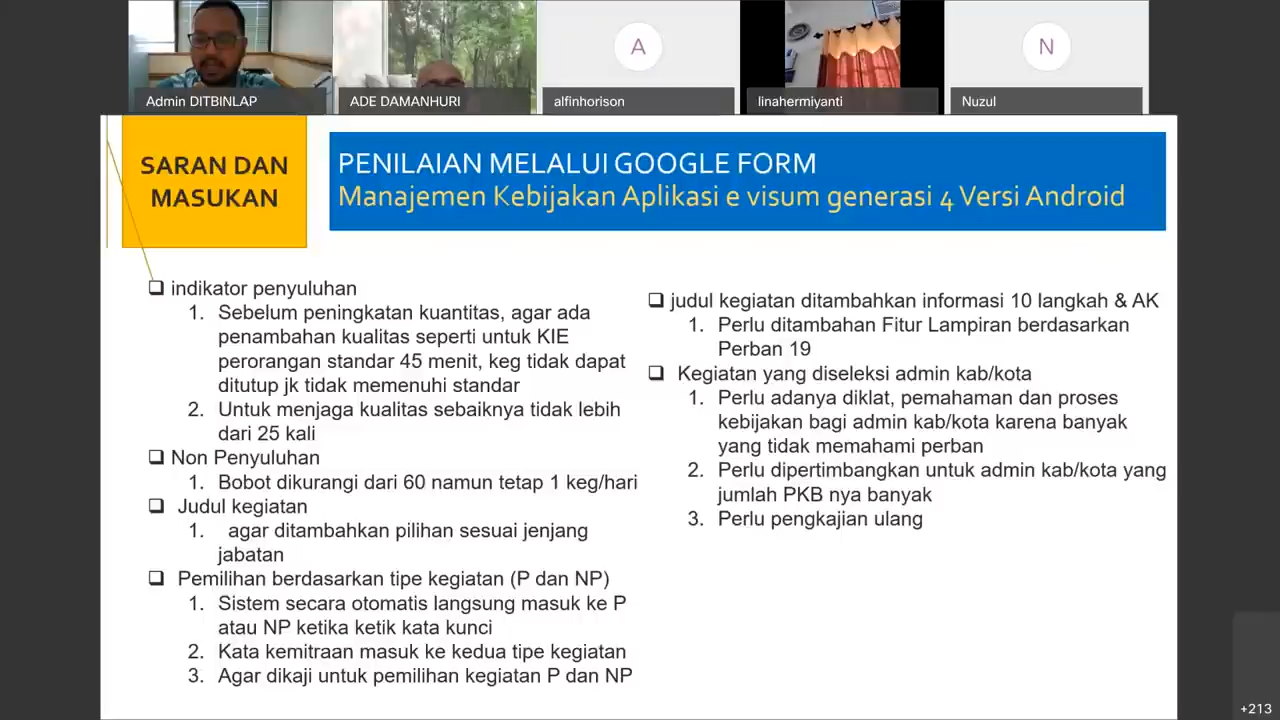 A
N
Admin DITBINLAP
ADE DAMANHURI
alfinhorison
linahermiyanti
Nuzul
SARAN DAN
MASUKAN
PENILAIAN MELALUI GOOGLE FORM
Manajemen Kebijakan Aplikasi e visum generasi 4 Versi Android
❑ indikator penyuluhan
1. Sebelum peningkatan kuantitas, agar ada
penambahan kualitas seperti untuk KIE
perorangan standar 45 menit, keg tidak dapat
ditutup jk tidak memenuhi standar
2. Untuk menjaga kualitas sebaiknya tidak lebih
dari 25 kali
❑ Non Penyuluhan
1. Bobot dikurangi dari 60 namun tetap 1 keg/hari
❑ Judul kegiatan
1. agar ditambahkan pilihan sesuai jenjang
jabatan
❑ Pemilihan berdasarkan tipe kegiatan (P dan NP)
1. Sistem secara otomatis langsung masuk ke P
atau NP ketika ketik kata kunci
2. Kata kemitraan masuk ke kedua tipe kegiatan
3. Agar dikaji untuk pemilihan kegiatan P dan NP
❑ judul kegiatan ditambahkan informasi 10 langkah & AK
1. Perlu ditambahan Fitur Lampiran berdasarkan
Perban 19
❑ Kegiatan yang diseleksi admin kab/kota
1. Perlu adanya diklat, pemahaman dan proses
kebijakan bagi admin kab/kota karena banyak
yang tidak memahami perban
2. Perlu dipertimbangkan untuk admin kab/kota yang
jumlah PKB nya banyak
3. Perlu pengkajian ulang
+213